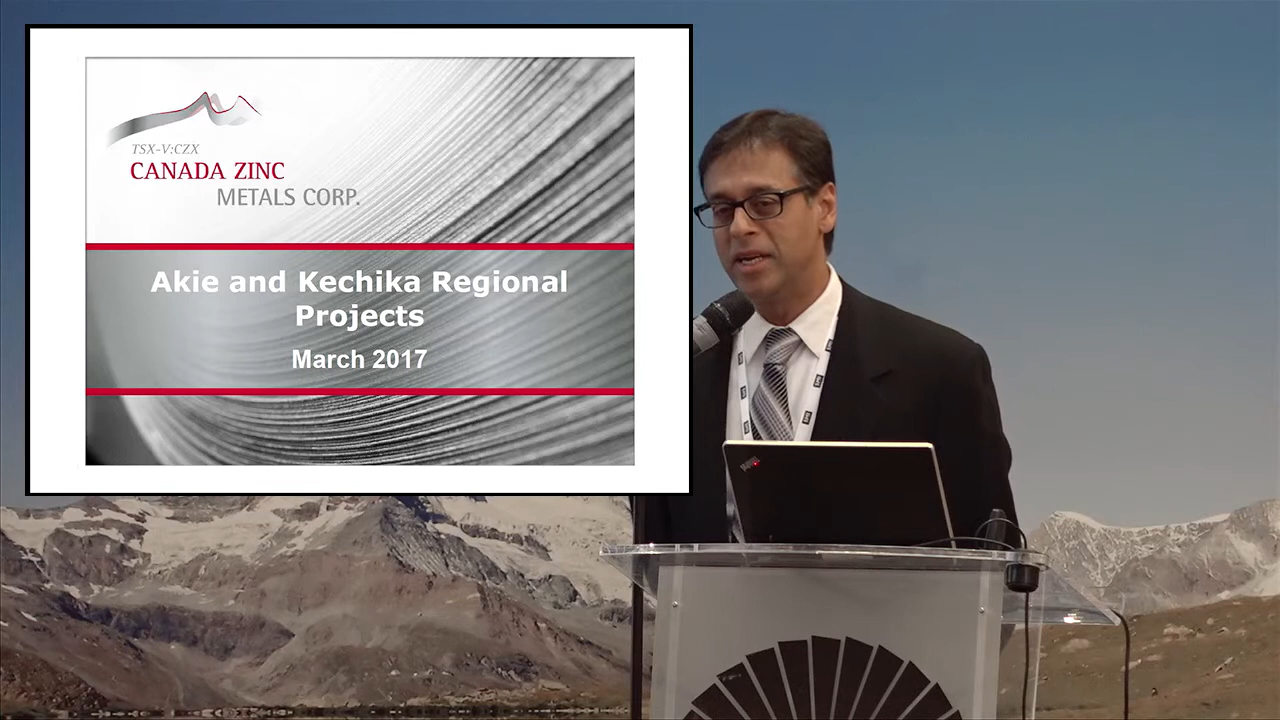 TSX-V:CZX
CANADA ZINC
METALS CORP.
Akie and Kechika Regional
Projects
March 2017